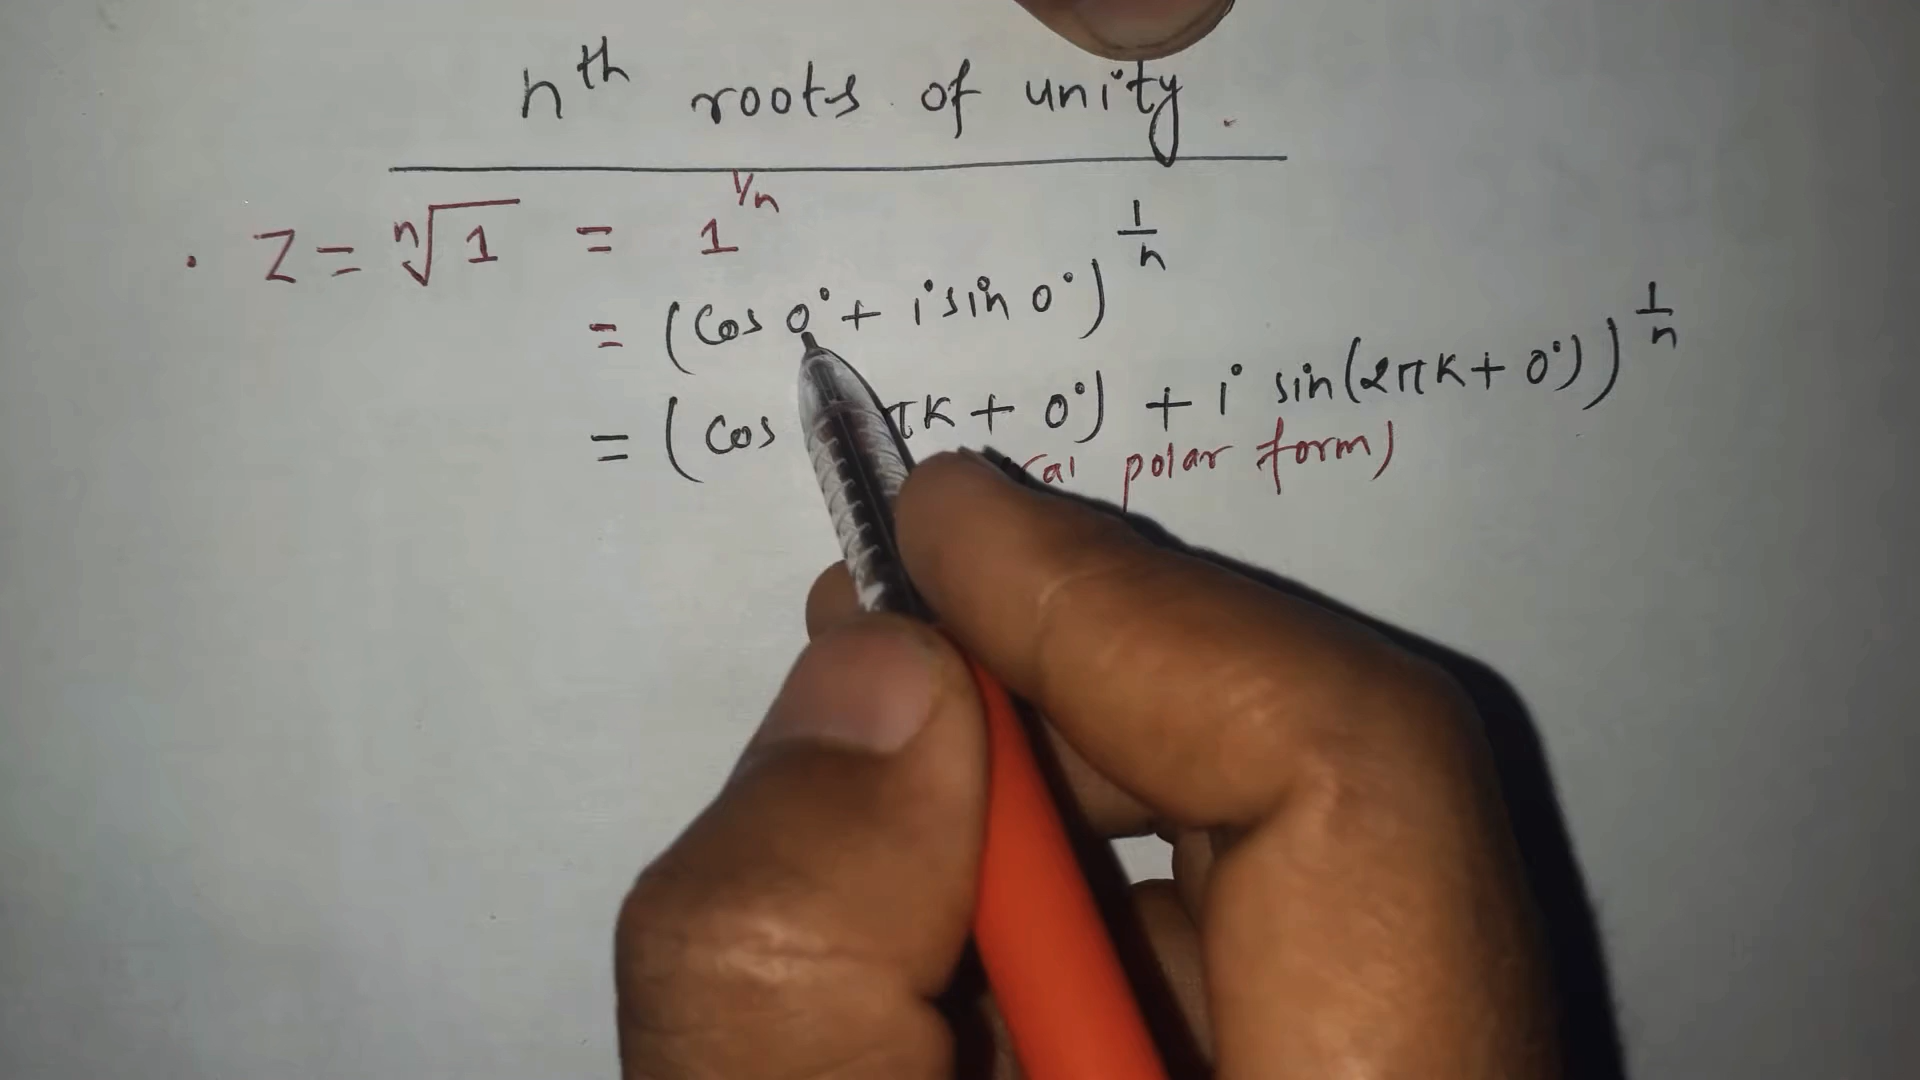 nth roots of unity.
. Z = ⁿ√1 = 1^1/n
= (cos 0° + i sin 0°)^1/n
= (cos πK + 0°) + i sin(2πK + 0°))^1/n
polar form)